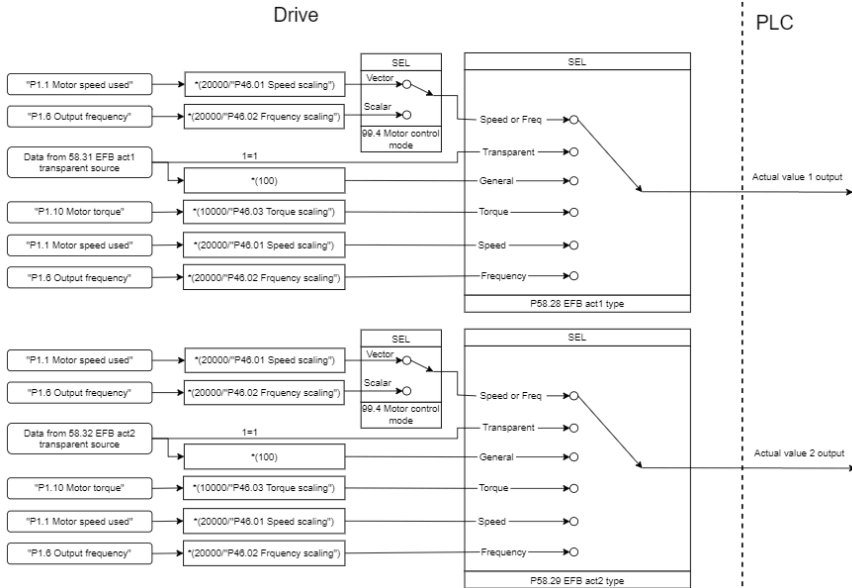 Drive
PLC
SEL
SEL
"P1.1 Motor speed used"
*(20000/"P46.01 Speed scaling")
Vector
"P1.6 Output frequency"
*(20000/"P46.02 Frquency scaling")
Scalar
Speed or Freq
99.4 Motor control
mode
Data from 58.31 EFB act1
transparent source
1=1
Transparent
*(100)
General
Actual value 1 output
"P1.10 Motor torque"
*(10000/"P46.03 Torque scaling")
Torque
"P1.1 Motor speed used"
*(20000/"P46.01 Speed scaling")
Speed
"P1.6 Output frequency"
*(20000/"P46.02 Frquency scaling")
Frequency
P58.28 EFB act1 type
SEL
SEL
"P1.1 Motor speed used"
*(20000/"P46.01 Speed scaling")
Vector
"P1.6 Output frequency"
*(20000/"P46.02 Frquency scaling")
Scalar
Speed or Freq
99.4 Motor control
mode
Data from 58.32 EFB act2
transparent source
1=1
Transparent
*(100)
General
Actual value 2 output
"P1.10 Motor torque"
*(10000/"P46.03 Torque scaling")
Torque
"P1.1 Motor speed used"
*(20000/"P46.01 Speed scaling")
Speed
"P1.6 Output frequency"
*(20000/"P46.02 Frquency scaling")
Frequency
P58.29 EFB act2 type